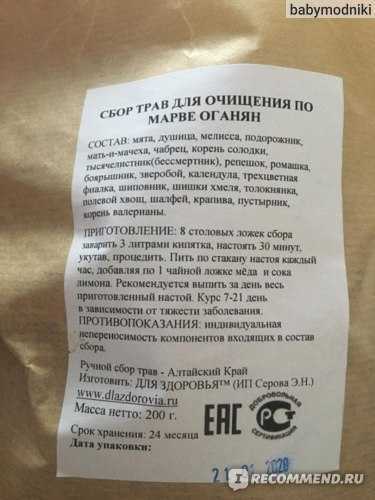 babymodniki
СБОР ТРАВ ДЛЯ ОЧИЩЕНИЯ ПО
МАРВЕ ОГАНЯН
СОСТАВ: мята, душица, мелисса, подорожник,
мать-и-мачеха, чабрец, корень солодки,
тысячелистник(бессмертник), репешок, ромашка,
боярышник, зверобой, календула, трехцветная
фиалка, шиповник, шишки хмеля, толокнянка,
полевой хвощ, шалфей, крапива, пустырник,
корень валерианы.
ПРИГОТОВЛЕНИЕ: 8 столовых ложек сбора
заварить 3 литрами кипятка, настоять 30 минут,
укутав, процедить. Пить по стакану настоя каждый
час, добавляя по 1 чайной ложке мёда и сока
лимона. Рекомендуется выпить за день весь
приготовленный настой. Курс 7-21 день
в зависимости от тяжести заболевания.
ПРОТИВОПОКАЗАНИЯ: индивидуальная
непереносимость компонентов входящих в состав
сбора.
Ручной сбор трав - Алтайский Край
Изготовить: ДЛЯ ЗДОРОВЬЯ™ (ИП Серова Э.Н.)
www.dlazdorovia.ru
Масса нетто: 200 г.
Срок хранения: 24 месяца
Дата упаковки:
ЕАС
ДОБРОВОЛЬНАЯ
СЕРТИФИКАЦИЯ
2020
IRECOMMEND.RU